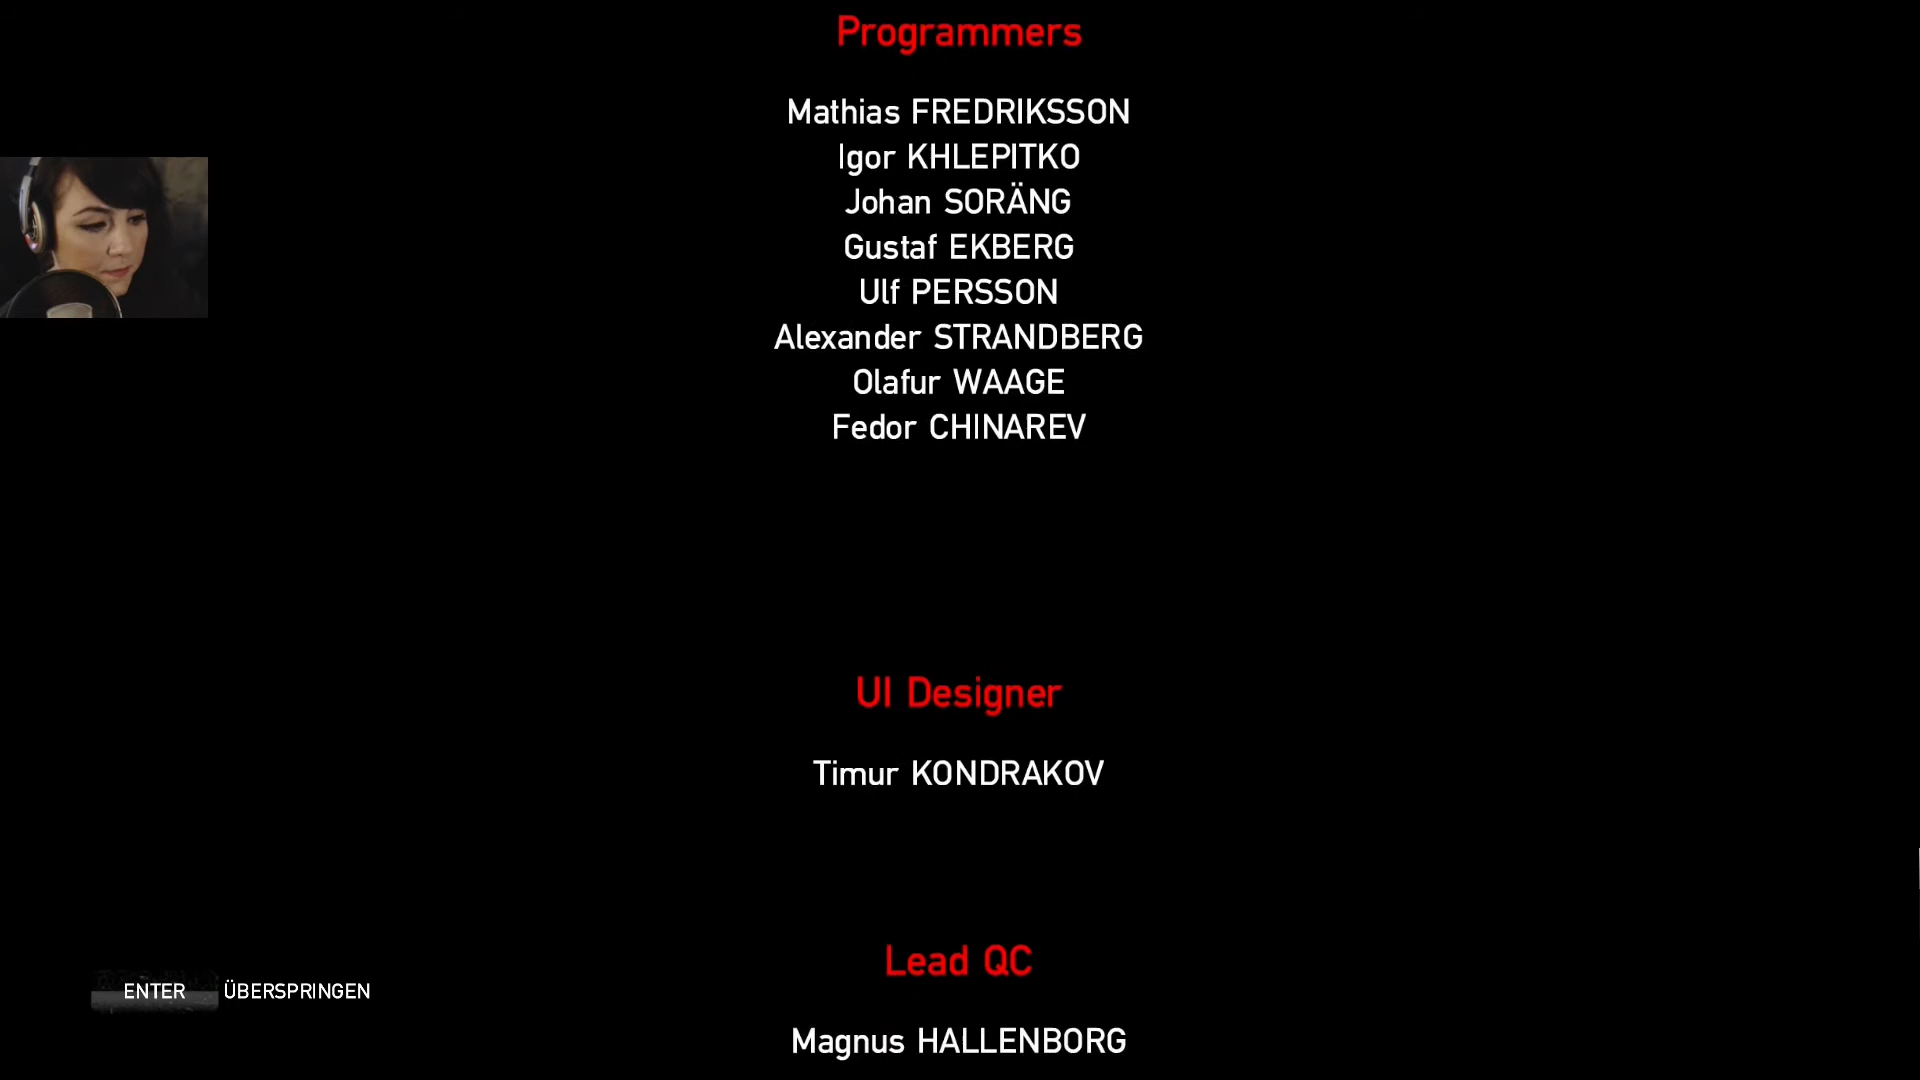 Programmers
Mathias FREDRIKSSON
Igor KHLEPITKO
Johan SORÄNG
Gustaf EKBERG
Ulf PERSSON
Alexander STRANDBERG
Olafur WAAGE
Fedor CHINAREV
UI Designer
Timur KONDRAKOV
Lead QC
ENTER ÜBERSPRINGEN
Magnus HALLENBORG